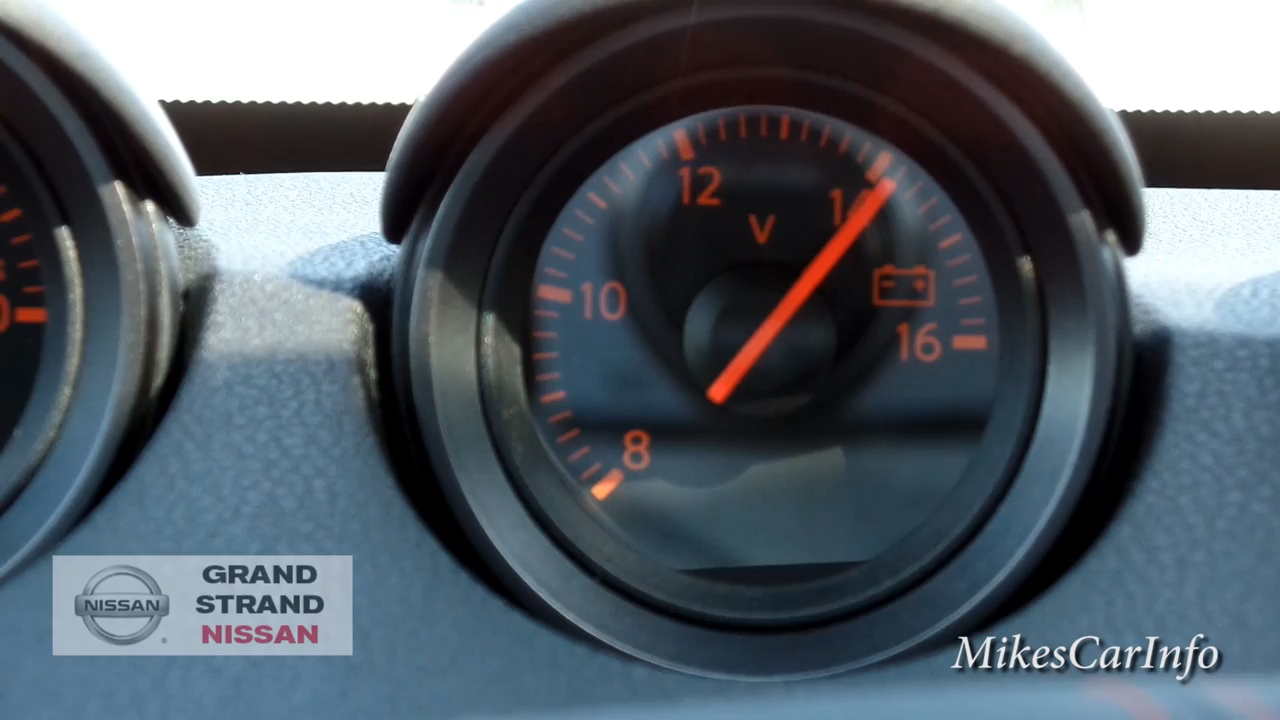 12
V
10
16
8
NISSAN
GRAND
STRAND
NISSAN
MikesCarInfo